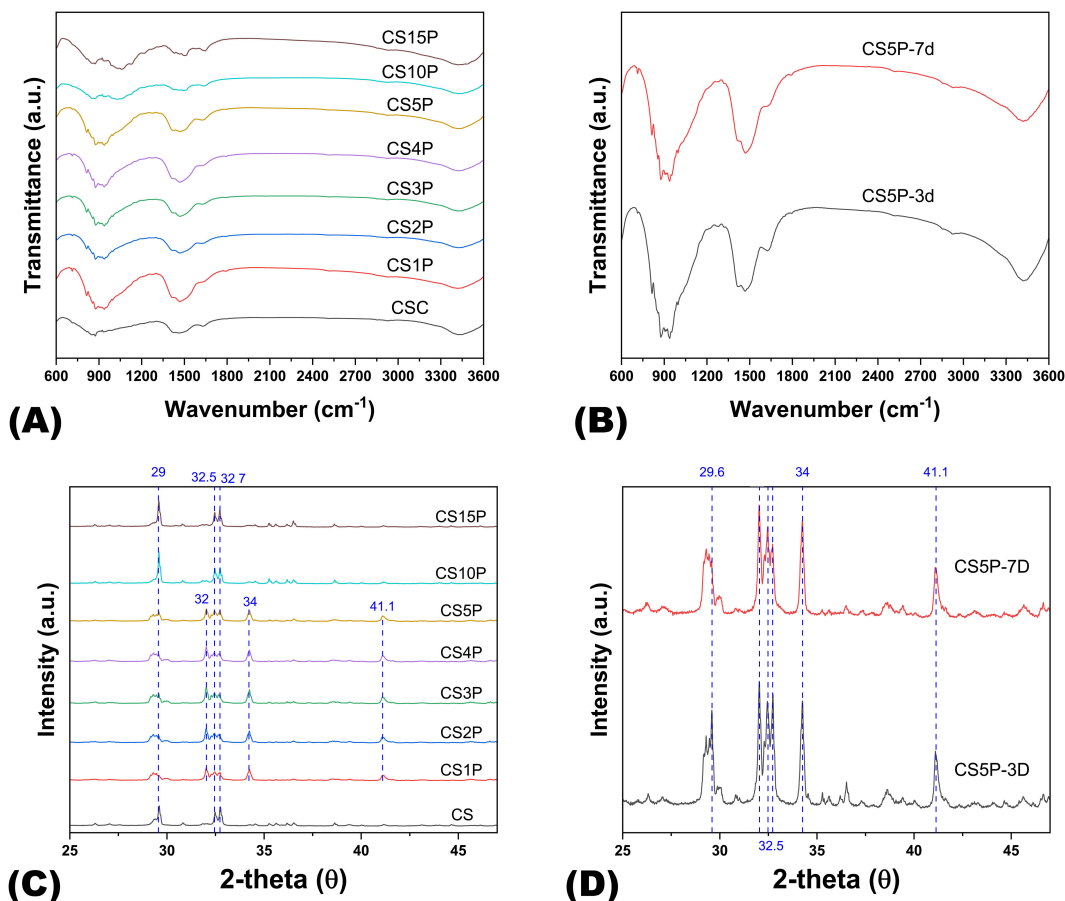 CS15P
CS10P
CS5P
CS4P
CS3P
CS2P
CS1P
CSC
Transmittance (a.u.)
600 900 1200 1500 1800 2100 2400 2700 3000 3300 3600
Wavenumber (cm⁻¹)
(A)
CS5P-7d
CS5P-3d
Transmittance (a.u.)
600 900 1200 1500 1800 2100 2400 2700 3000 3300 3600
Wavenumber (cm⁻¹)
(B)
29 32.5 32 7
CS15P
CS10P
32 34 41.1
CS5P
CS4P
CS3P
CS2P
CS1P
CS
Intensity (a.u.)
25 30 35 40 45
2-theta (θ)
(C)
29.6 34 41.1
CS5P-7D
CS5P-3D
Intensity (a.u.)
32.5
25 30 35 40 45
2-theta (θ)
(D)